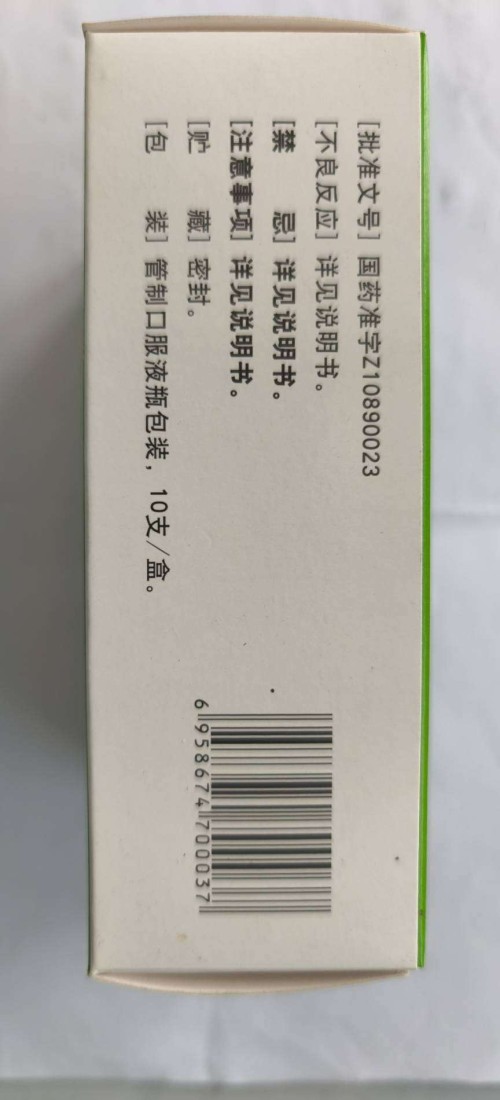 [批准文号] 国药准字Z10890023
[不良反应] 详见说明书。
[禁 忌] 详见说明书。
[注意事项] 详见说明书。
[贮 藏] 密封。
[包 装] 管制口服液瓶包装，10支/盒。
6958674700037